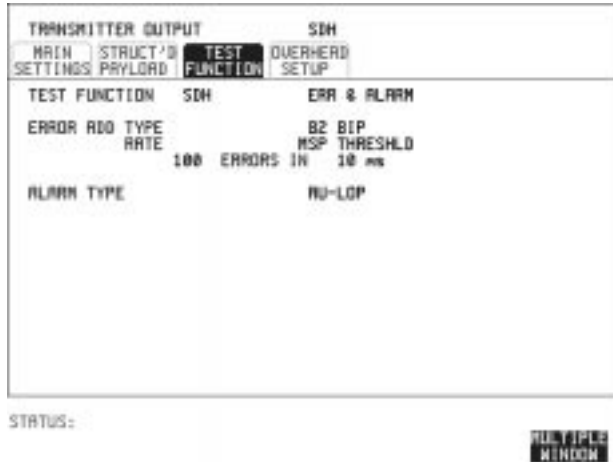 TRANSMITTER OUTPUT SDH
MAIN SETTINGS STRUCT'D PAYLOAD TEST FUNCTION OVERHEAD SETUP
TEST FUNCTION SDH ERR & ALARM
ERROR ADD TYPE B2 BIP
RATE MSP THRESHLD
100 ERRORS IN 10 ms
ALARM TYPE AU-LOP
STATUS:
MULTIPLE WINDOW